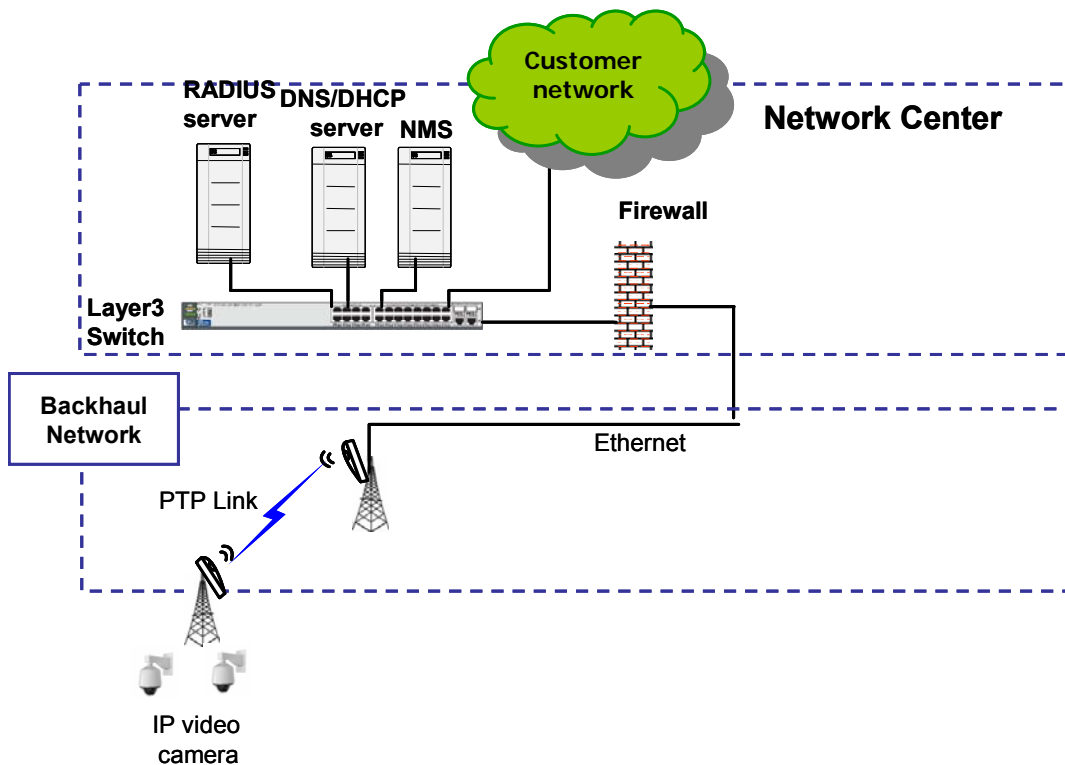 Customer
network
RADIUS
server
DNS/DHCP
server
NMS
Network Center
Firewall
Layer3
Switch
Backhaul
Network
Ethernet
PTP Link
IP video
camera